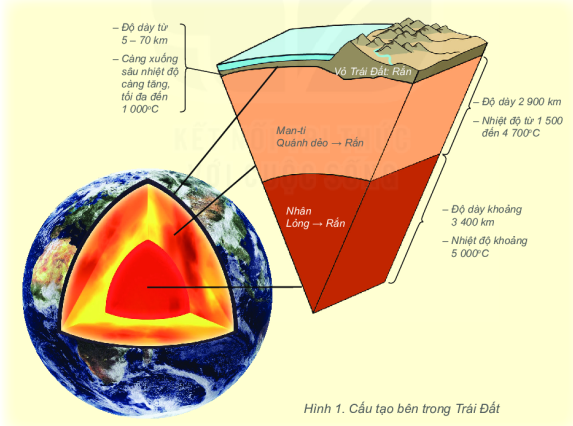 – Độ dày từ
5 – 70 km
– Càng xuống
sâu nhiệt độ
càng tăng,
tối đa đến
1 000°C
Vỏ Trái Đất: Rắn
Man-ti
Quánh dẻo → Rắn
– Độ dày 2 900 km
– Nhiệt độ từ 1 500
đến 4 700°C
Nhân
Lỏng → Rắn
– Độ dày khoảng
3 400 km
– Nhiệt độ khoảng
5 000°C
Hình 1. Cấu tạo bên trong Trái Đất